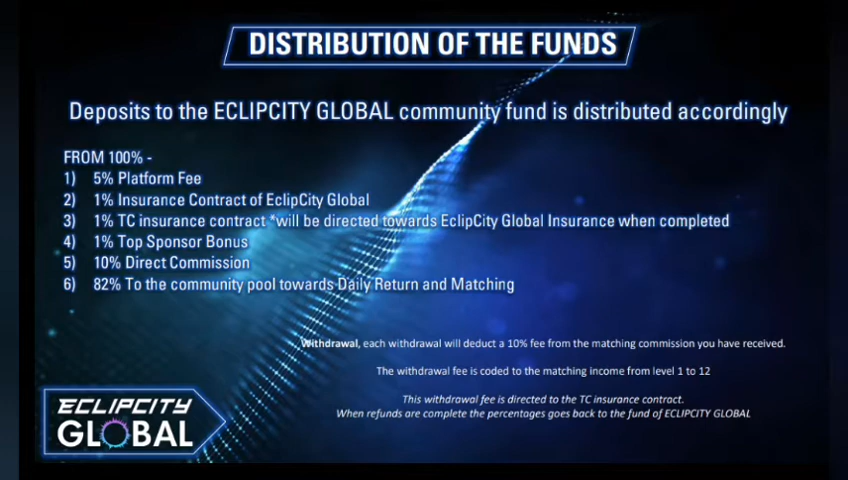 DISTRIBUTION OF THE FUNDS
Deposits to the ECLIPCITY GLOBAL community fund is distributed accordingly
FROM 100% -
1) 5% Platform Fee
2) 1% Insurance Contract of EclipCity Global
3) 1% TC insurance contract *will be directed towards EclipCity Global Insurance when completed
4) 1% Top Sponsor Bonus
5) 10% Direct Commission
6) 82% To the community pool towards Daily Return and Matching
Withdrawal, each withdrawal will deduct a 10% fee from the matching commission you have received.
The withdrawal fee is coded to the matching income from level 1 to 12
This withdrawal fee is directed to the TC insurance contract.
When refunds are complete the percentages goes back to the fund of ECLIPCITY GLOBAL
ECLIPCITY
GLOBAL